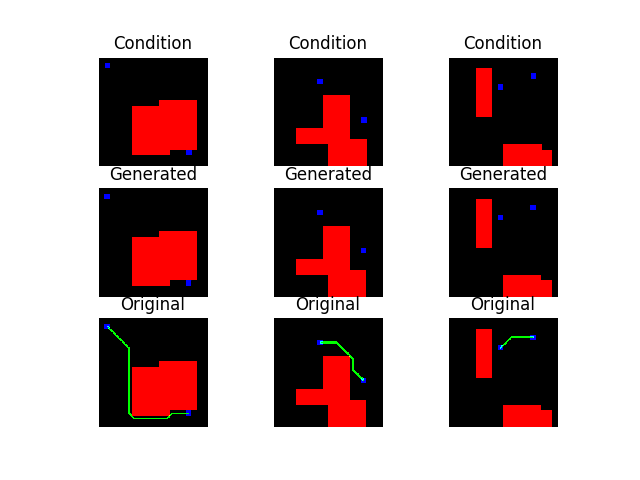 Condition Condition Condition
Generated Generated Generated
Original Original Original